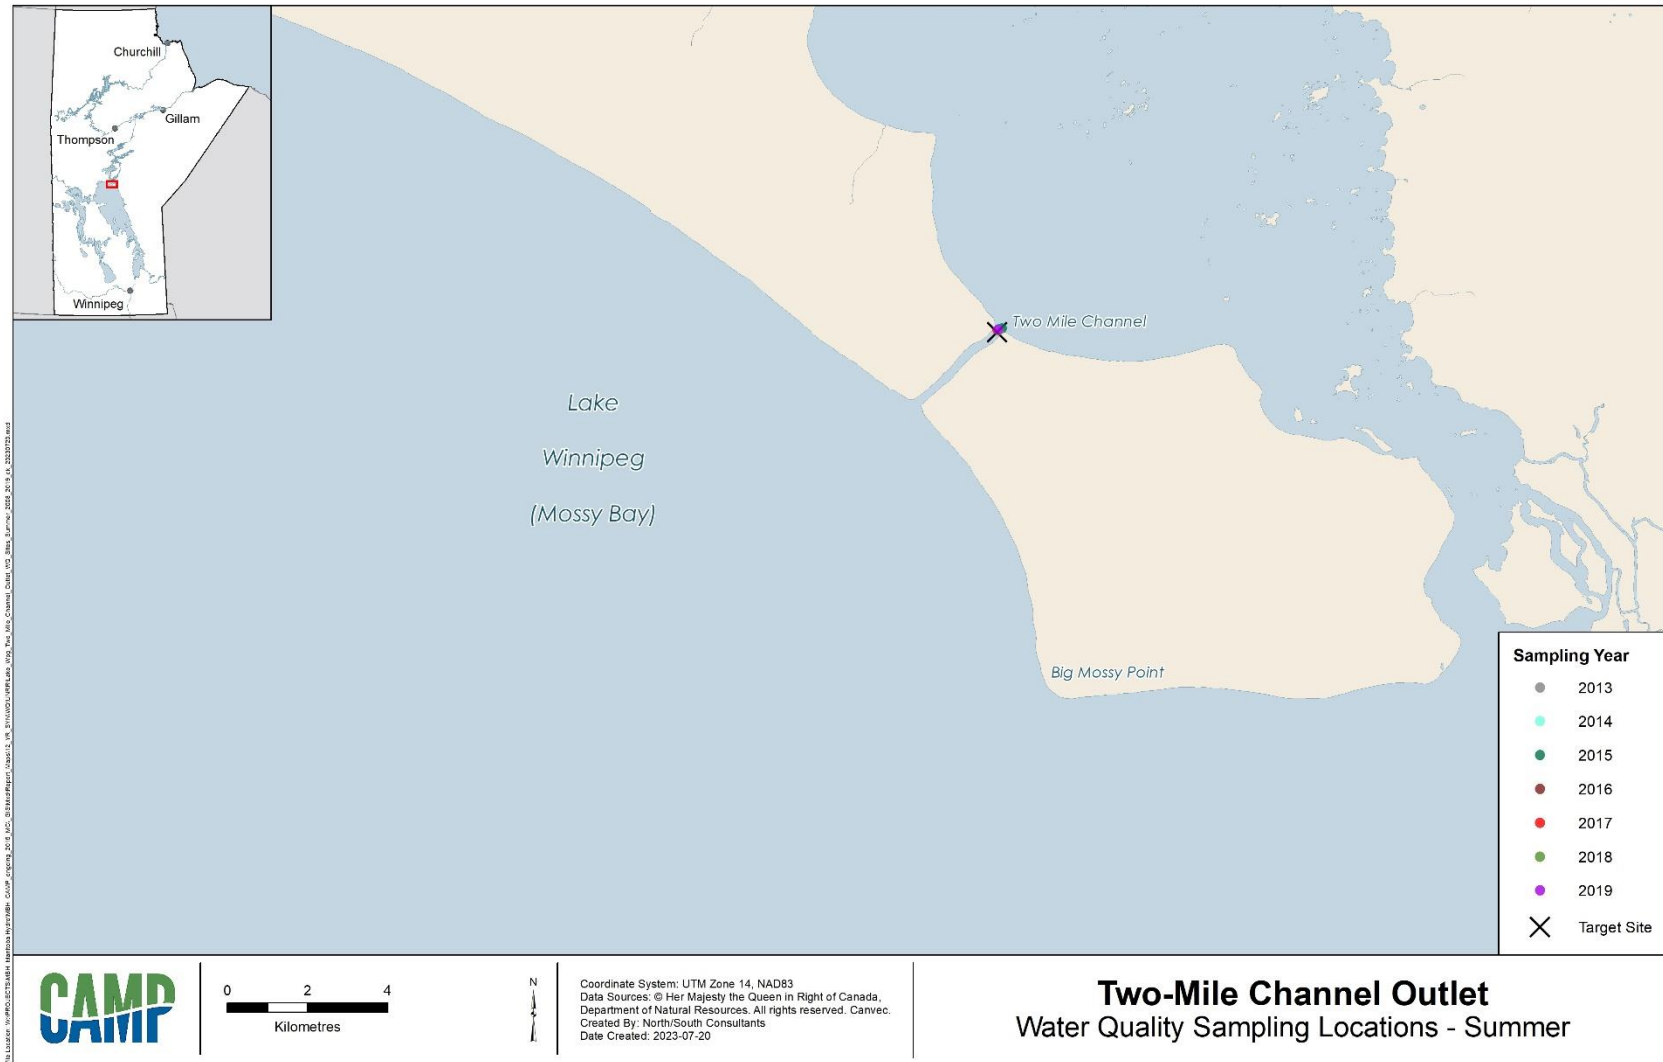 Churchill
Gillam
Thompson
Winnipeg
Two Mile Channel
Lake
Winnipeg
(Mossy Bay)
Big Mossy Point
Sampling Year
2013
2014
2015
2016
2017
2018
2019
Target Site
CAMP
0 2 4
Kilometres
N
Coordinate System: UTM Zone 14, NAD83
Data Sources: © Her Majesty the Queen in Right of Canada,
Department of Natural Resources. All rights reserved. Canvec.
Created By: North/South Consultants
Date Created: 2023-07-20
Two-Mile Channel Outlet
Water Quality Sampling Locations - Summer